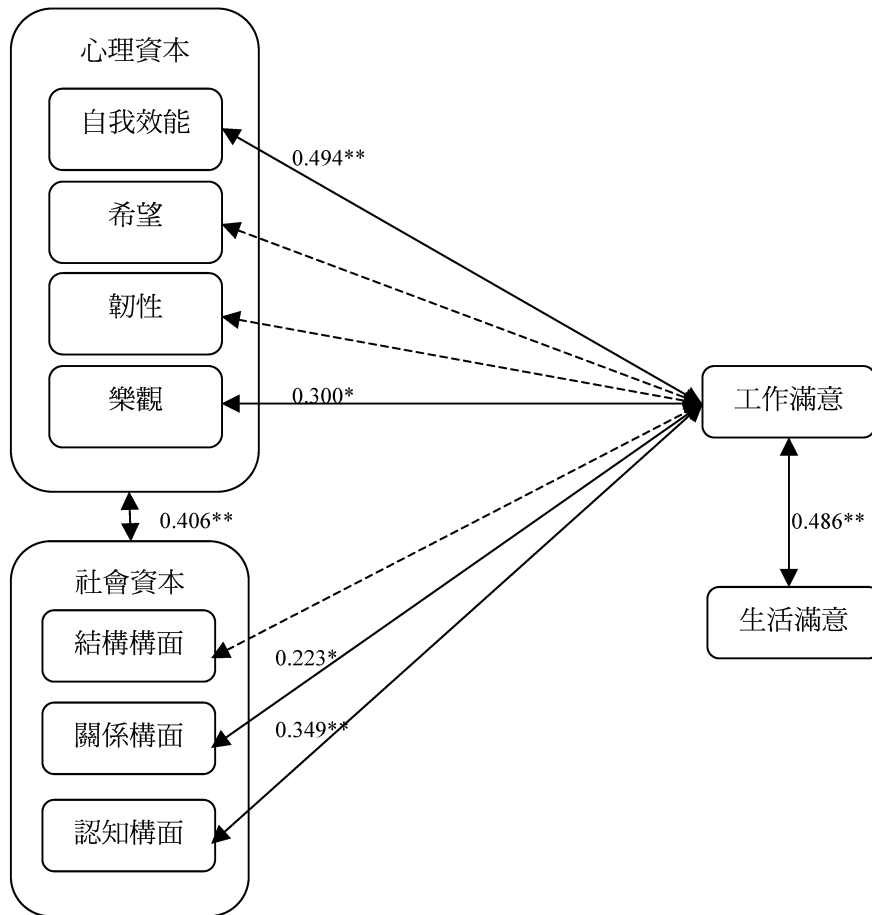 心理資本
自我效能
0.494**
希望
韌性
樂觀
0.300*
工作滿意
0.406**
0.486**
社會資本
結構構面
生活滿意
0.223*
關係構面
0.349**
認知構面